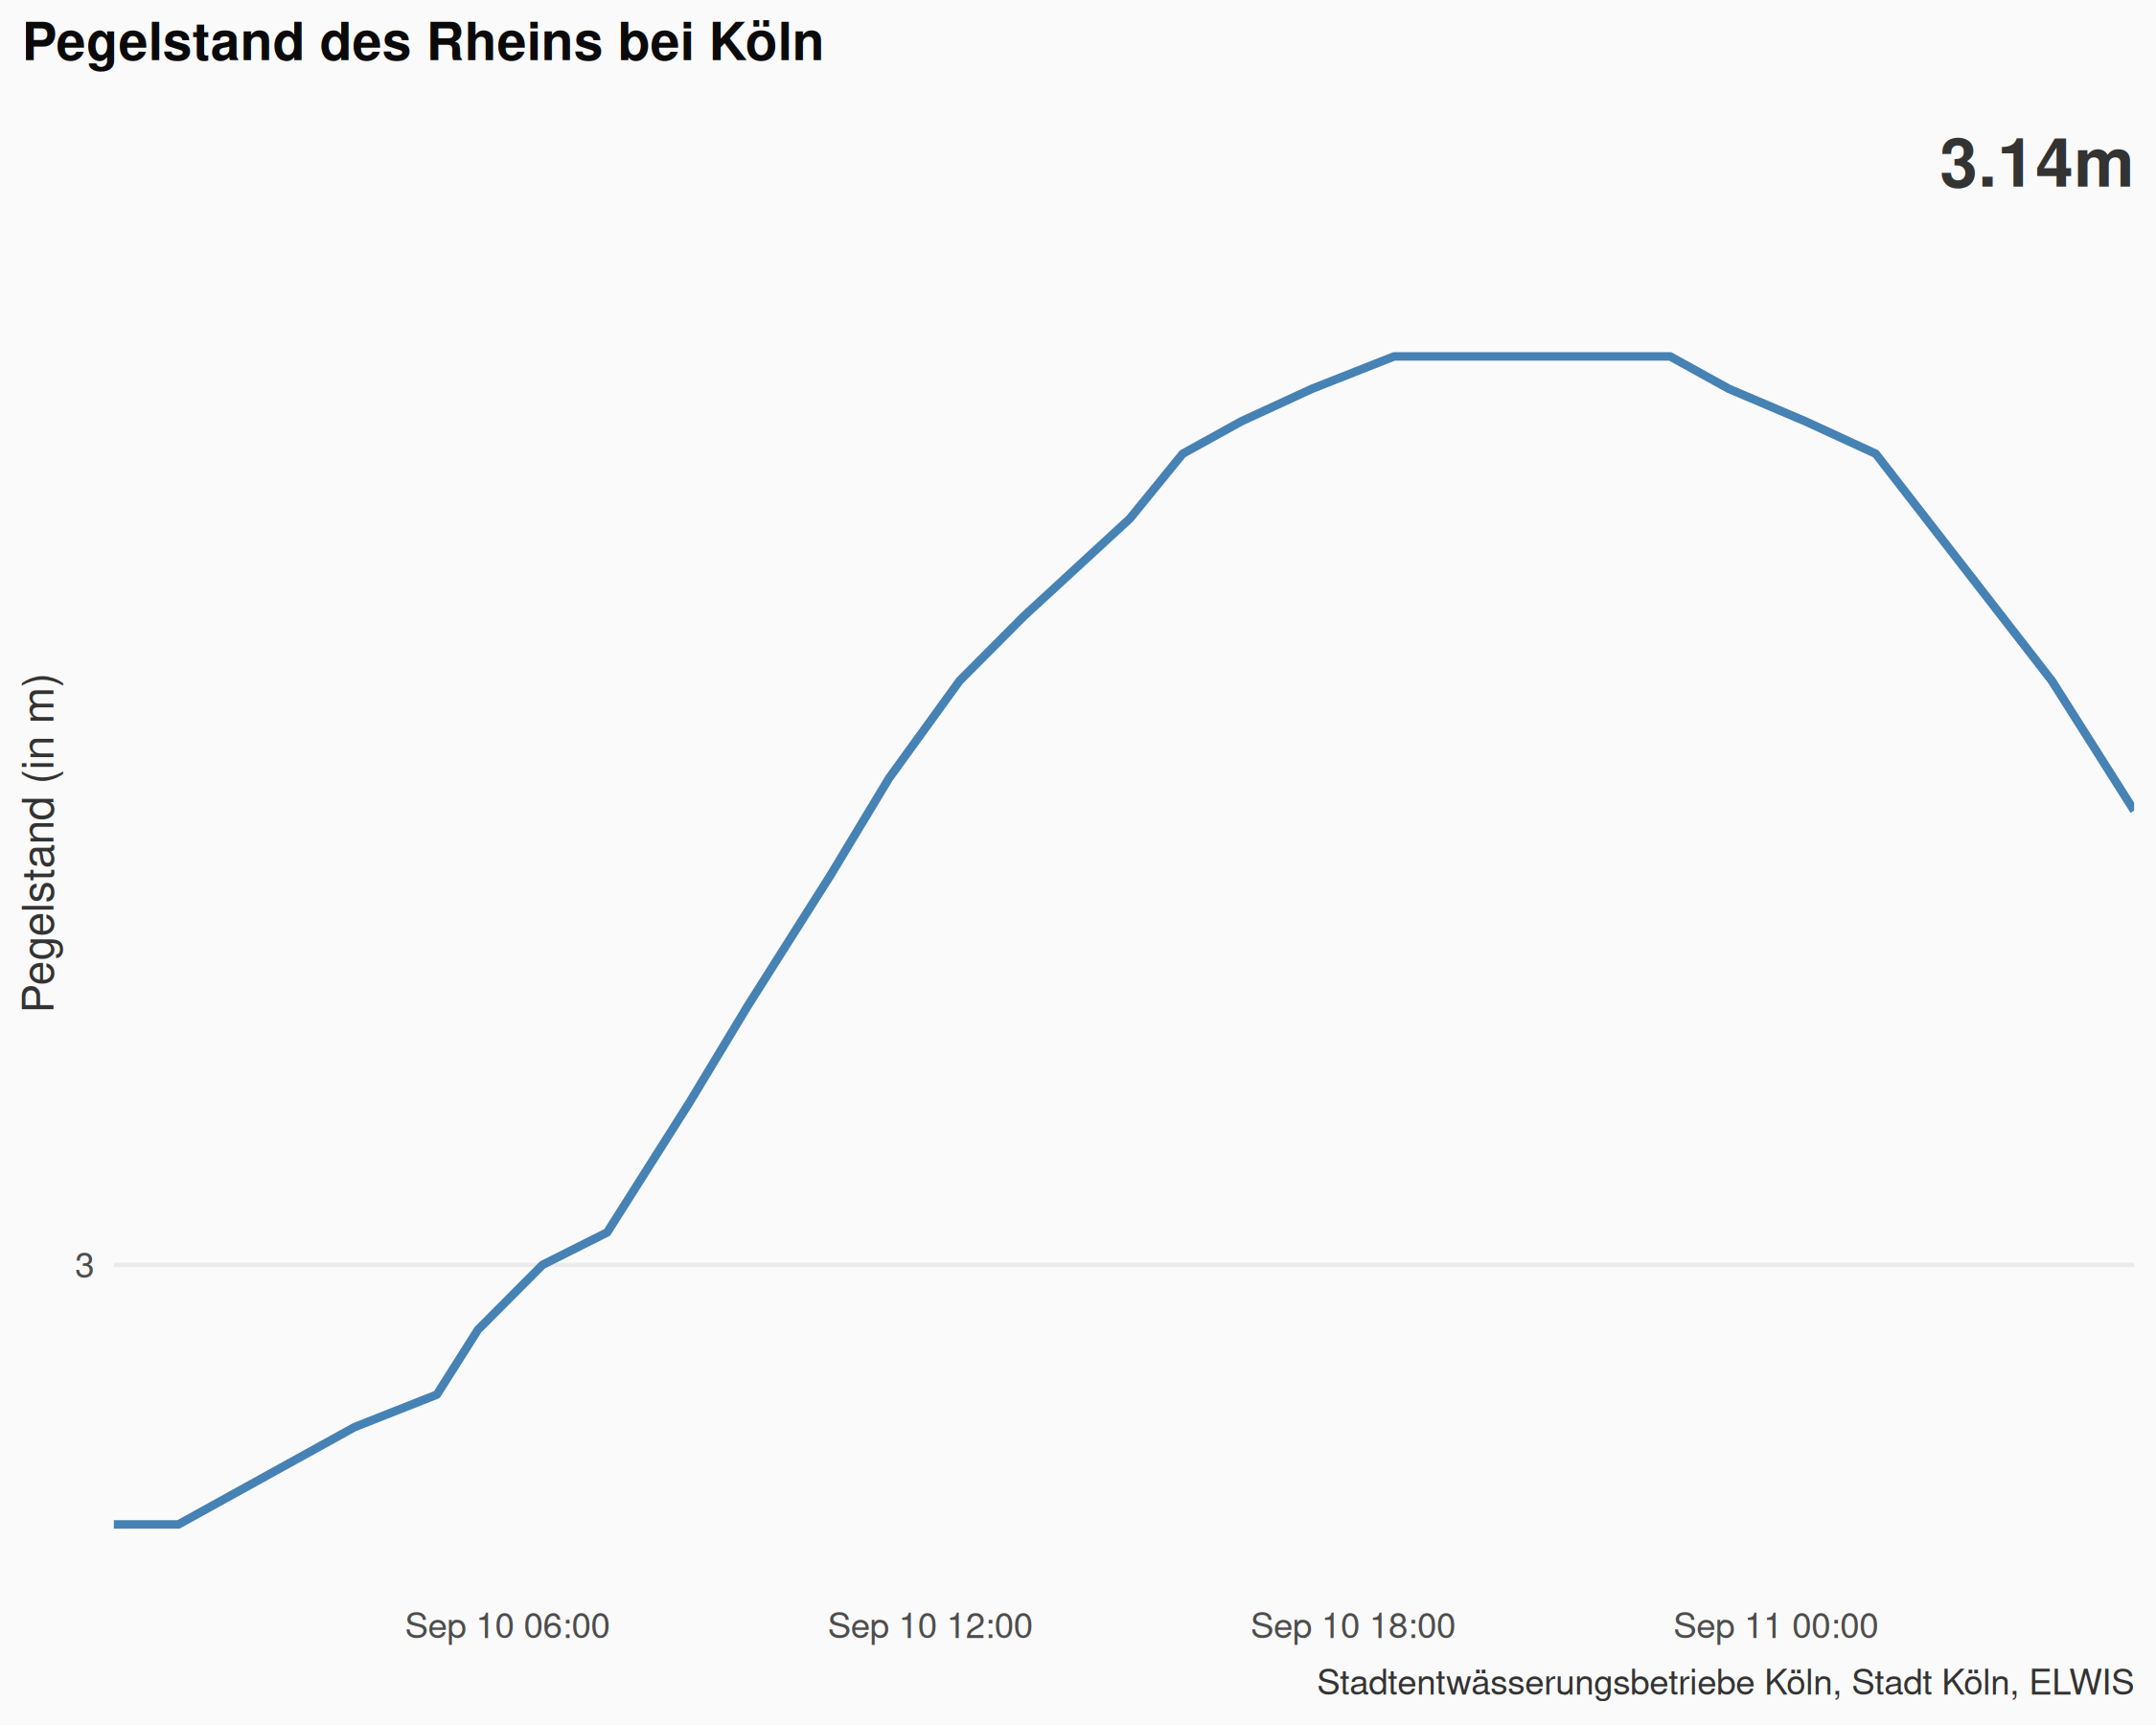 Pegelstand des Rheins bei Köln
3.14m
Pegelstand (in m)
3
Sep 10 06:00
Sep 10 12:00
Sep 10 18:00
Sep 11 00:00
Stadtentwässerungsbetriebe Köln, Stadt Köln, ELWIS